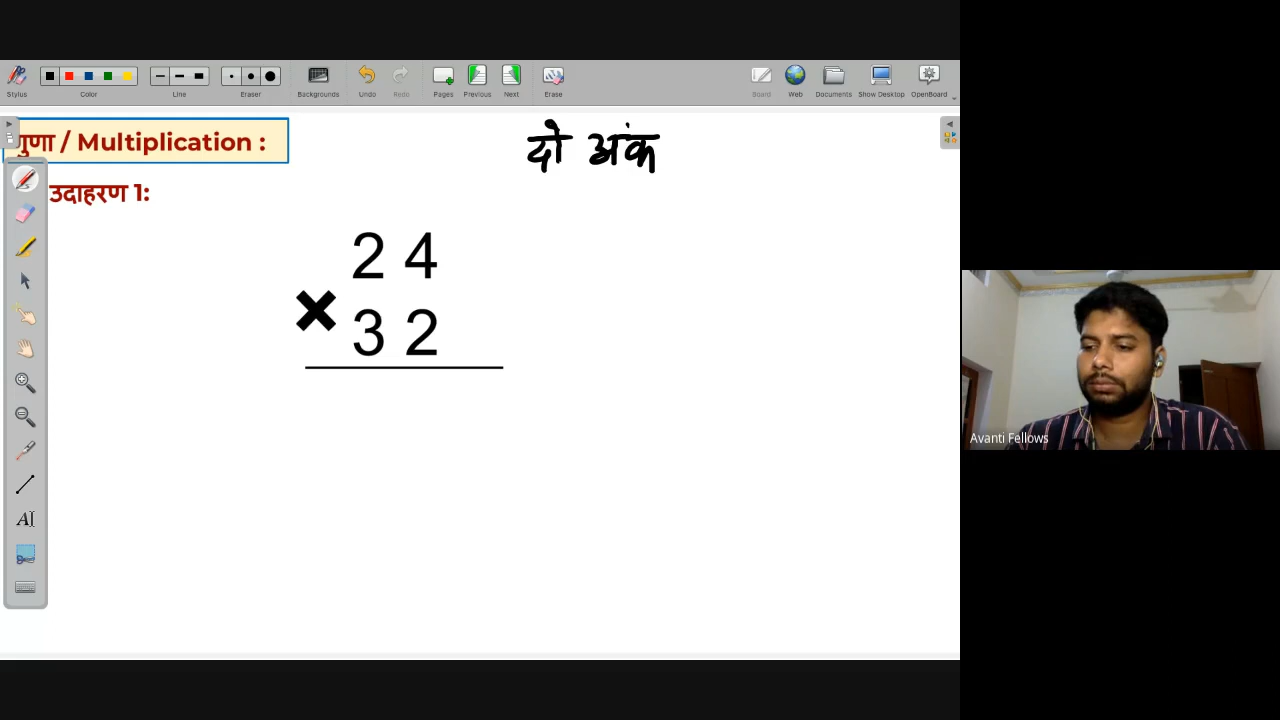 Stylus Color Line Eraser Backgrounds Undo Redo Pages Previous Next Erase Board Web Documents Show Desktop OpenBoard
गुणा / Multiplication :
दो अंक
उदाहरण 1:
2 4
× 3 2
Avanti Fellows